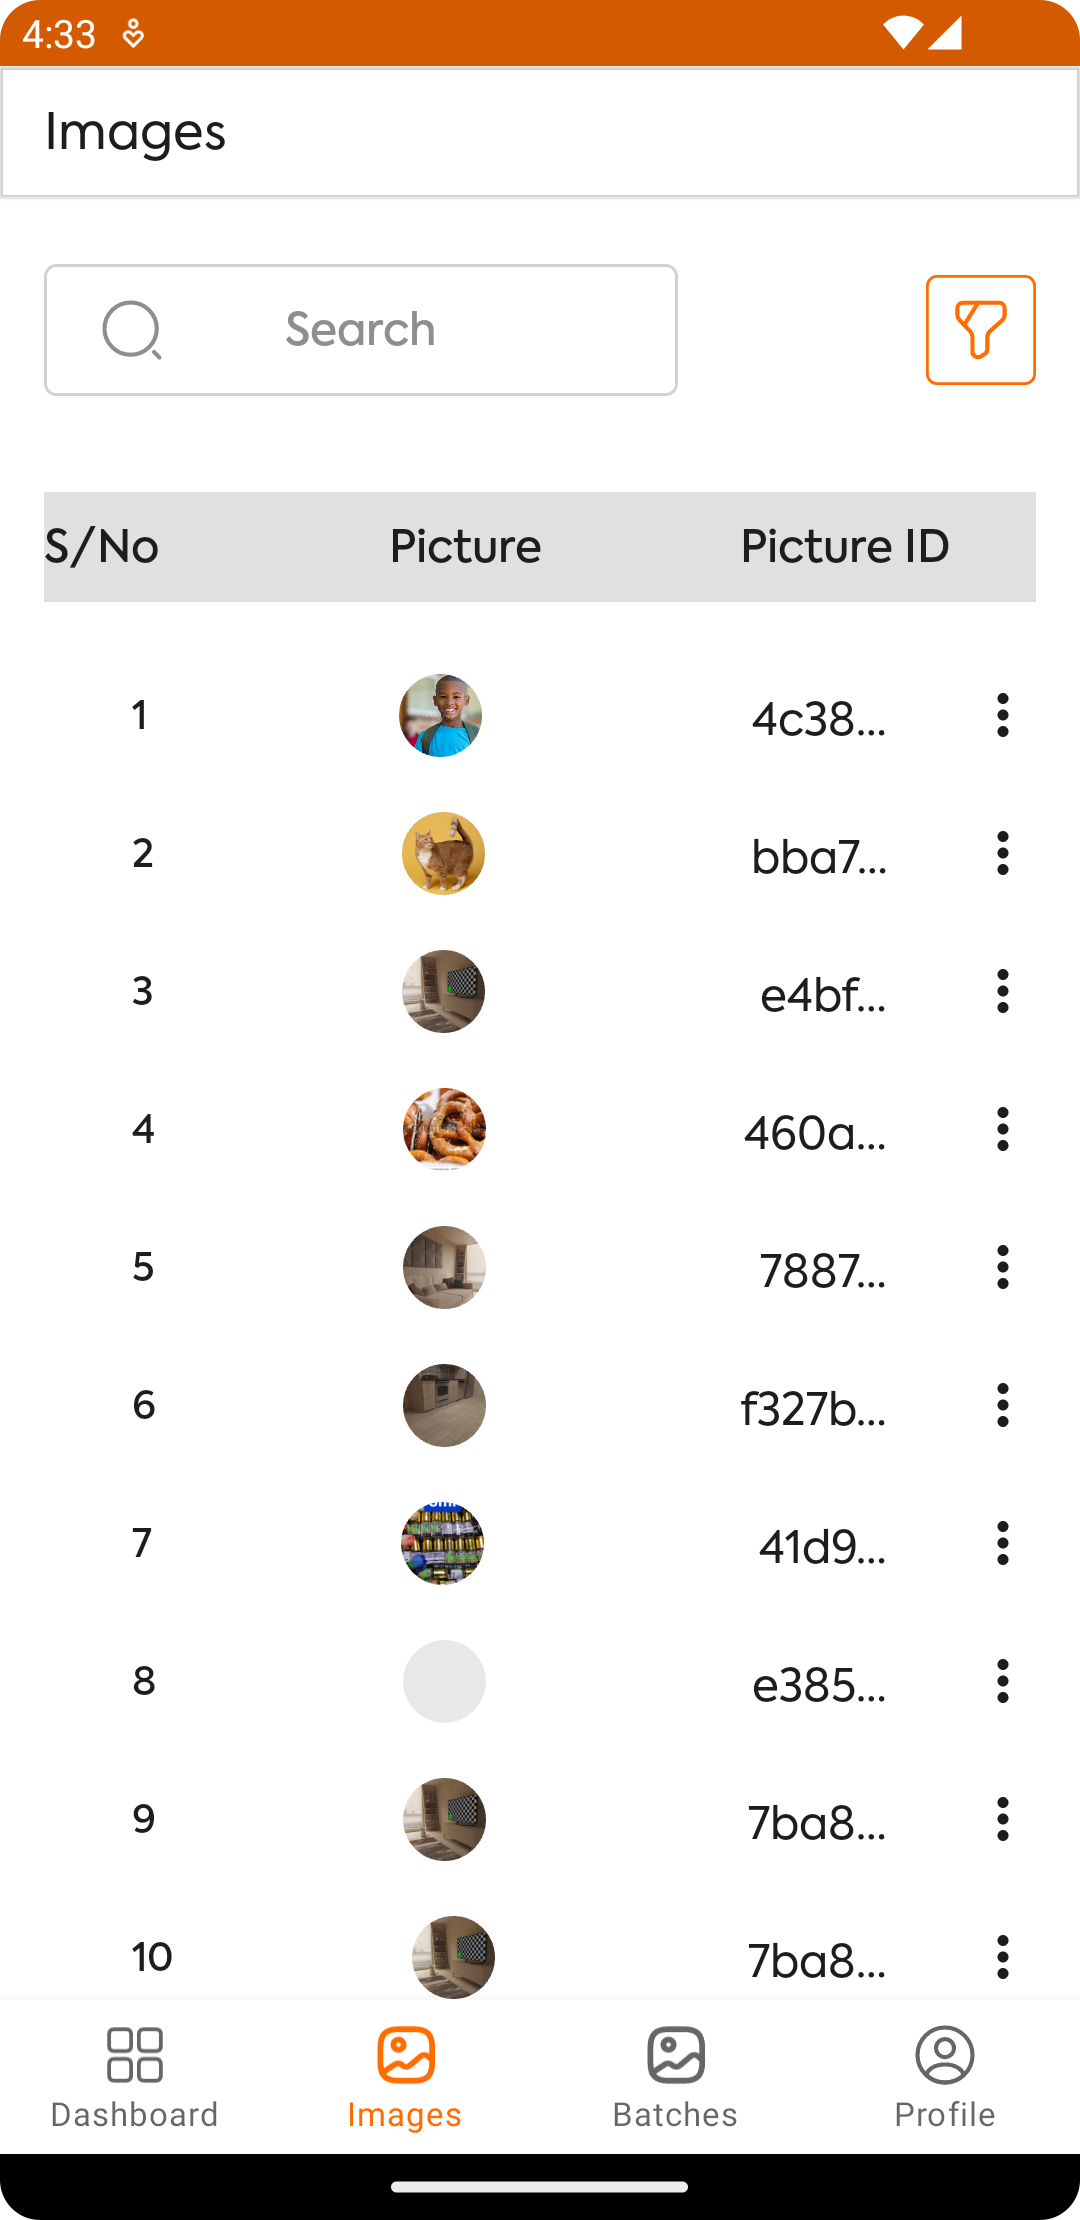 4:33
Images
Search
S/No Picture Picture ID
1 4c38...
2 bba7...
3 e4bf...
4 460a...
5 7887...
6 f327b...
7 41d9...
8 e385...
9 7ba8...
10 7ba8...
Dashboard Images Batches Profile